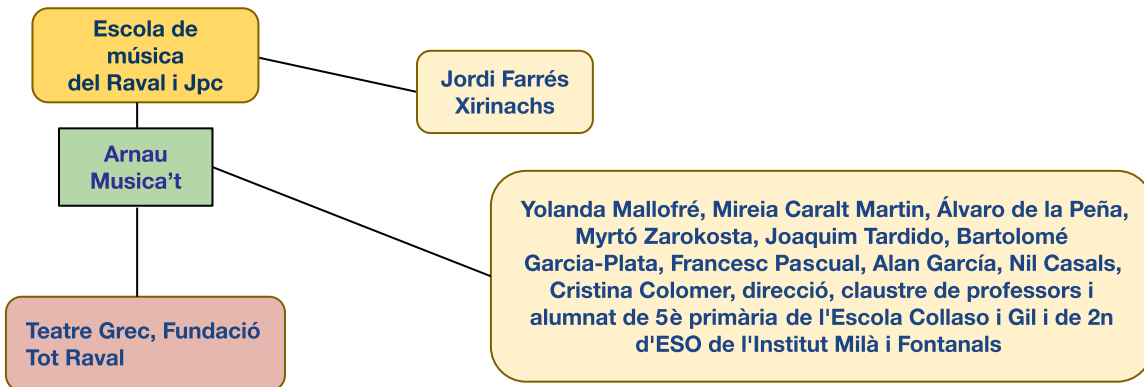 Escola de
música
del Raval i Jpc
Jordi Farrés
Xirinachs
Arnau
Musica't
Yolanda Mallofré, Mireia Caralt Martin, Álvaro de la Peña,
Myrtó Zarokosta, Joaquim Tardido, Bartolomé
Garcia-Plata, Francesc Pascual, Alan García, Nil Casals,
Cristina Colomer, direcció, claustre de professors i
alumnat de 5è primària de l'Escola Collaso i Gil i de 2n
d'ESO de l'Institut Milà i Fontanals
Teatre Grec, Fundació
Tot Raval